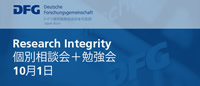 DFG
Deutsche
Forschungsgemeinschaft
Research Integrity
個別相談会+勉強会
10月1日